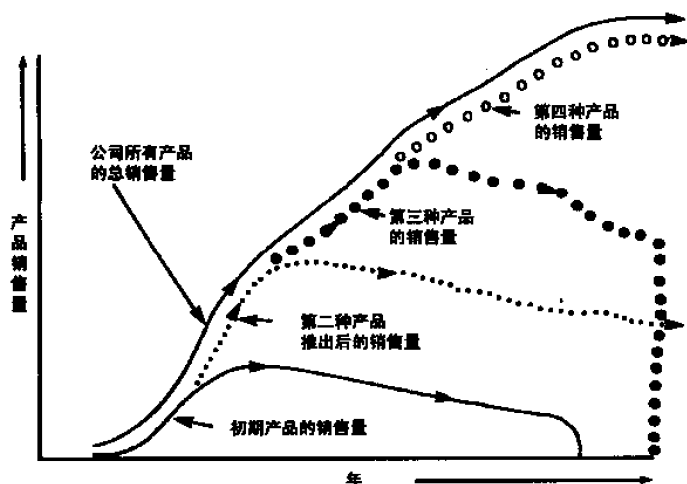 第四种产品
的销售量
公司所有产品
的总销售量
第三种产品
的销售量
产品销售量
第二种产品
推出后的销售量
初期产品的销售量
年